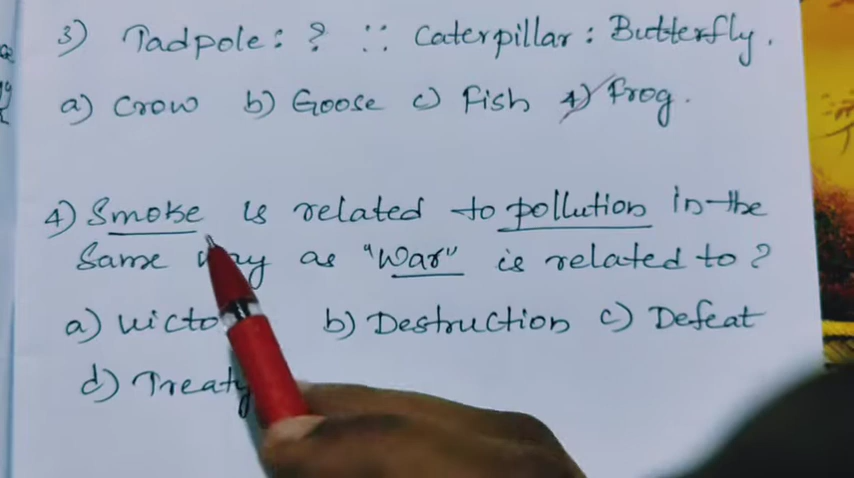 3) Tadpole : ? :: Caterpillar : Butterfly.
a) Crow b) Goose c) Fish 4) Frog.
4) Smoke is related to pollution in the
Same as "War" is related to ?
a) b) Destruction c) Defeat
d) Treaty